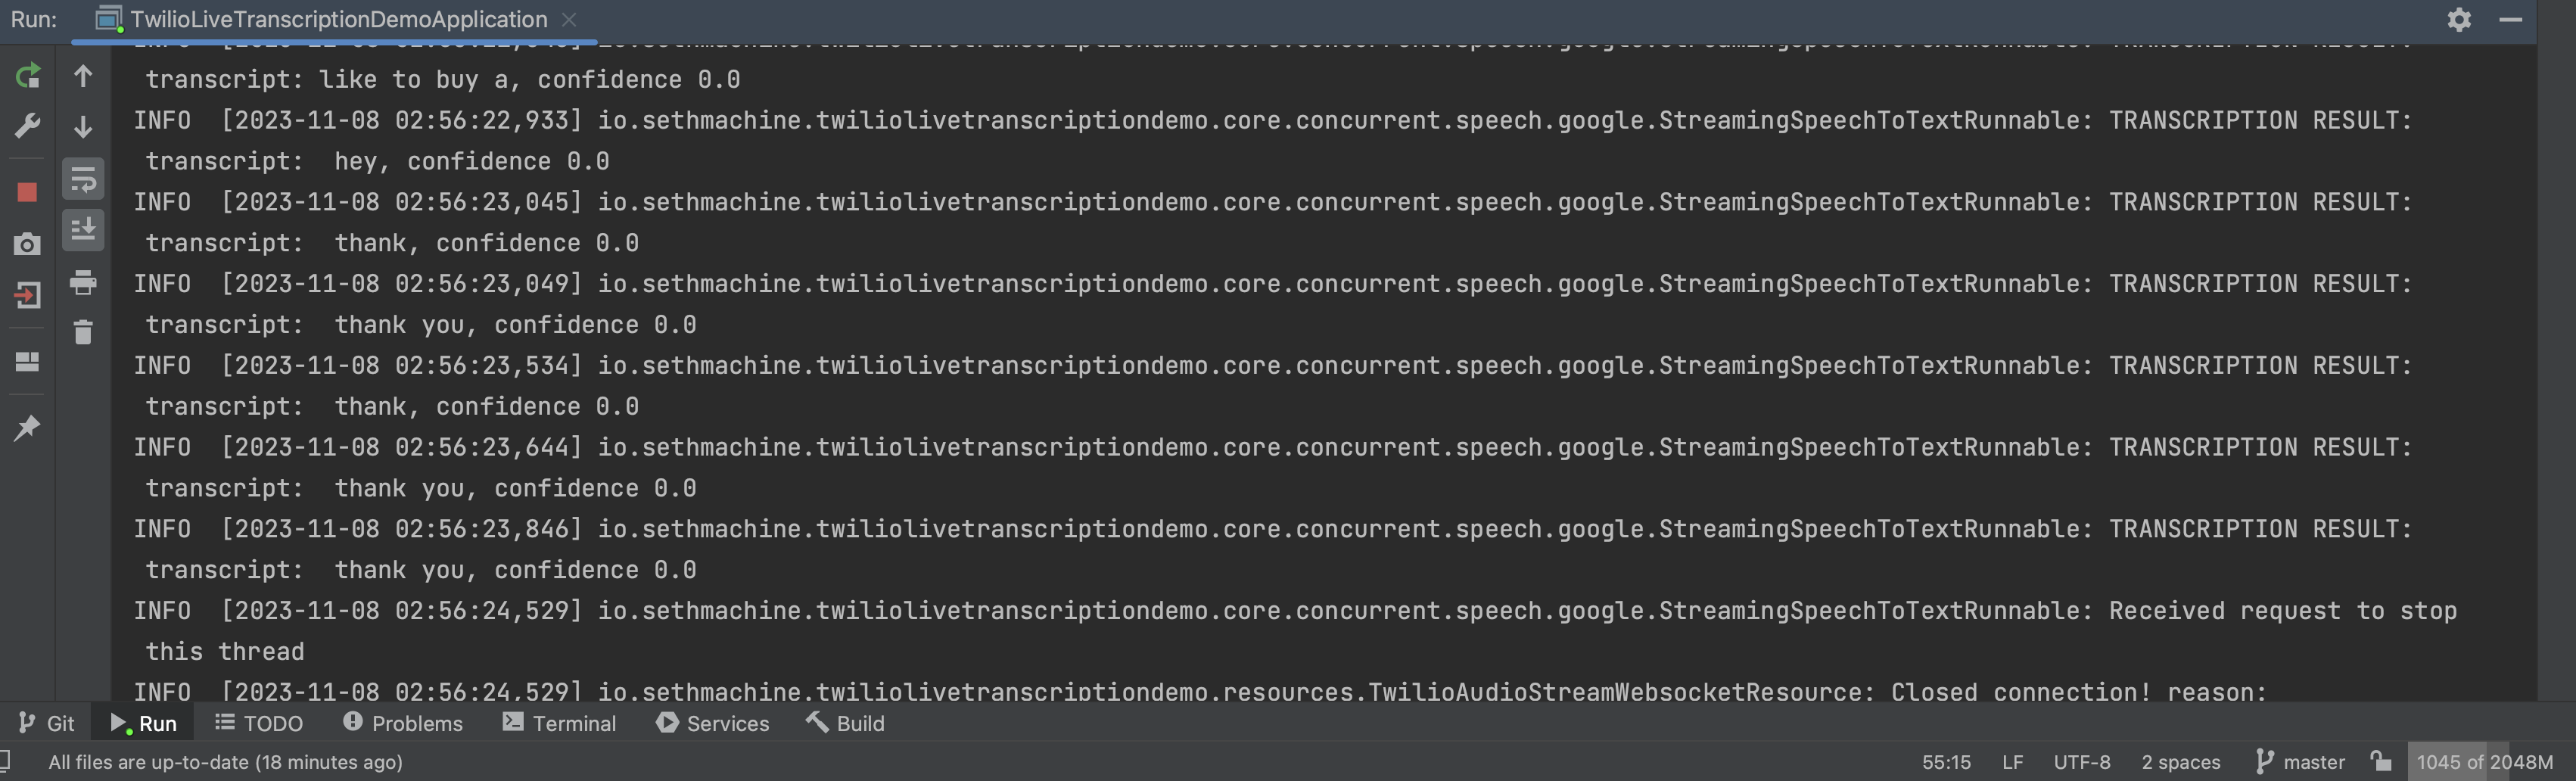 Run: TwilioLiveTranscriptionDemoApplication
transcript: like to buy a, confidence 0.0
INFO [2023-11-08 02:56:22,933] io.sethmachine.twiliolivetranscriptiondemo.core.concurrent.speech.google.StreamingSpeechToTextRunnable: TRANSCRIPTION RESULT:
transcript: hey, confidence 0.0
INFO [2023-11-08 02:56:23,045] io.sethmachine.twiliolivetranscriptiondemo.core.concurrent.speech.google.StreamingSpeechToTextRunnable: TRANSCRIPTION RESULT:
transcript: thank, confidence 0.0
INFO [2023-11-08 02:56:23,049] io.sethmachine.twiliolivetranscriptiondemo.core.concurrent.speech.google.StreamingSpeechToTextRunnable: TRANSCRIPTION RESULT:
transcript: thank you, confidence 0.0
INFO [2023-11-08 02:56:23,534] io.sethmachine.twiliolivetranscriptiondemo.core.concurrent.speech.google.StreamingSpeechToTextRunnable: TRANSCRIPTION RESULT:
transcript: thank, confidence 0.0
INFO [2023-11-08 02:56:23,644] io.sethmachine.twiliolivetranscriptiondemo.core.concurrent.speech.google.StreamingSpeechToTextRunnable: TRANSCRIPTION RESULT:
transcript: thank you, confidence 0.0
INFO [2023-11-08 02:56:23,846] io.sethmachine.twiliolivetranscriptiondemo.core.concurrent.speech.google.StreamingSpeechToTextRunnable: TRANSCRIPTION RESULT:
transcript: thank you, confidence 0.0
INFO [2023-11-08 02:56:24,529] io.sethmachine.twiliolivetranscriptiondemo.core.concurrent.speech.google.StreamingSpeechToTextRunnable: Received request to stop
this thread
INFO [2023-11-08 02:56:24,529] io.sethmachine.twiliolivetranscriptiondemo.resources.TwilioAudioStreamWebsocketResource: Closed connection! reason:
Git Run TODO Problems Terminal Services Build
All files are up-to-date (18 minutes ago) 55:15 LF UTF-8 2 spaces master 1045 of 2048M